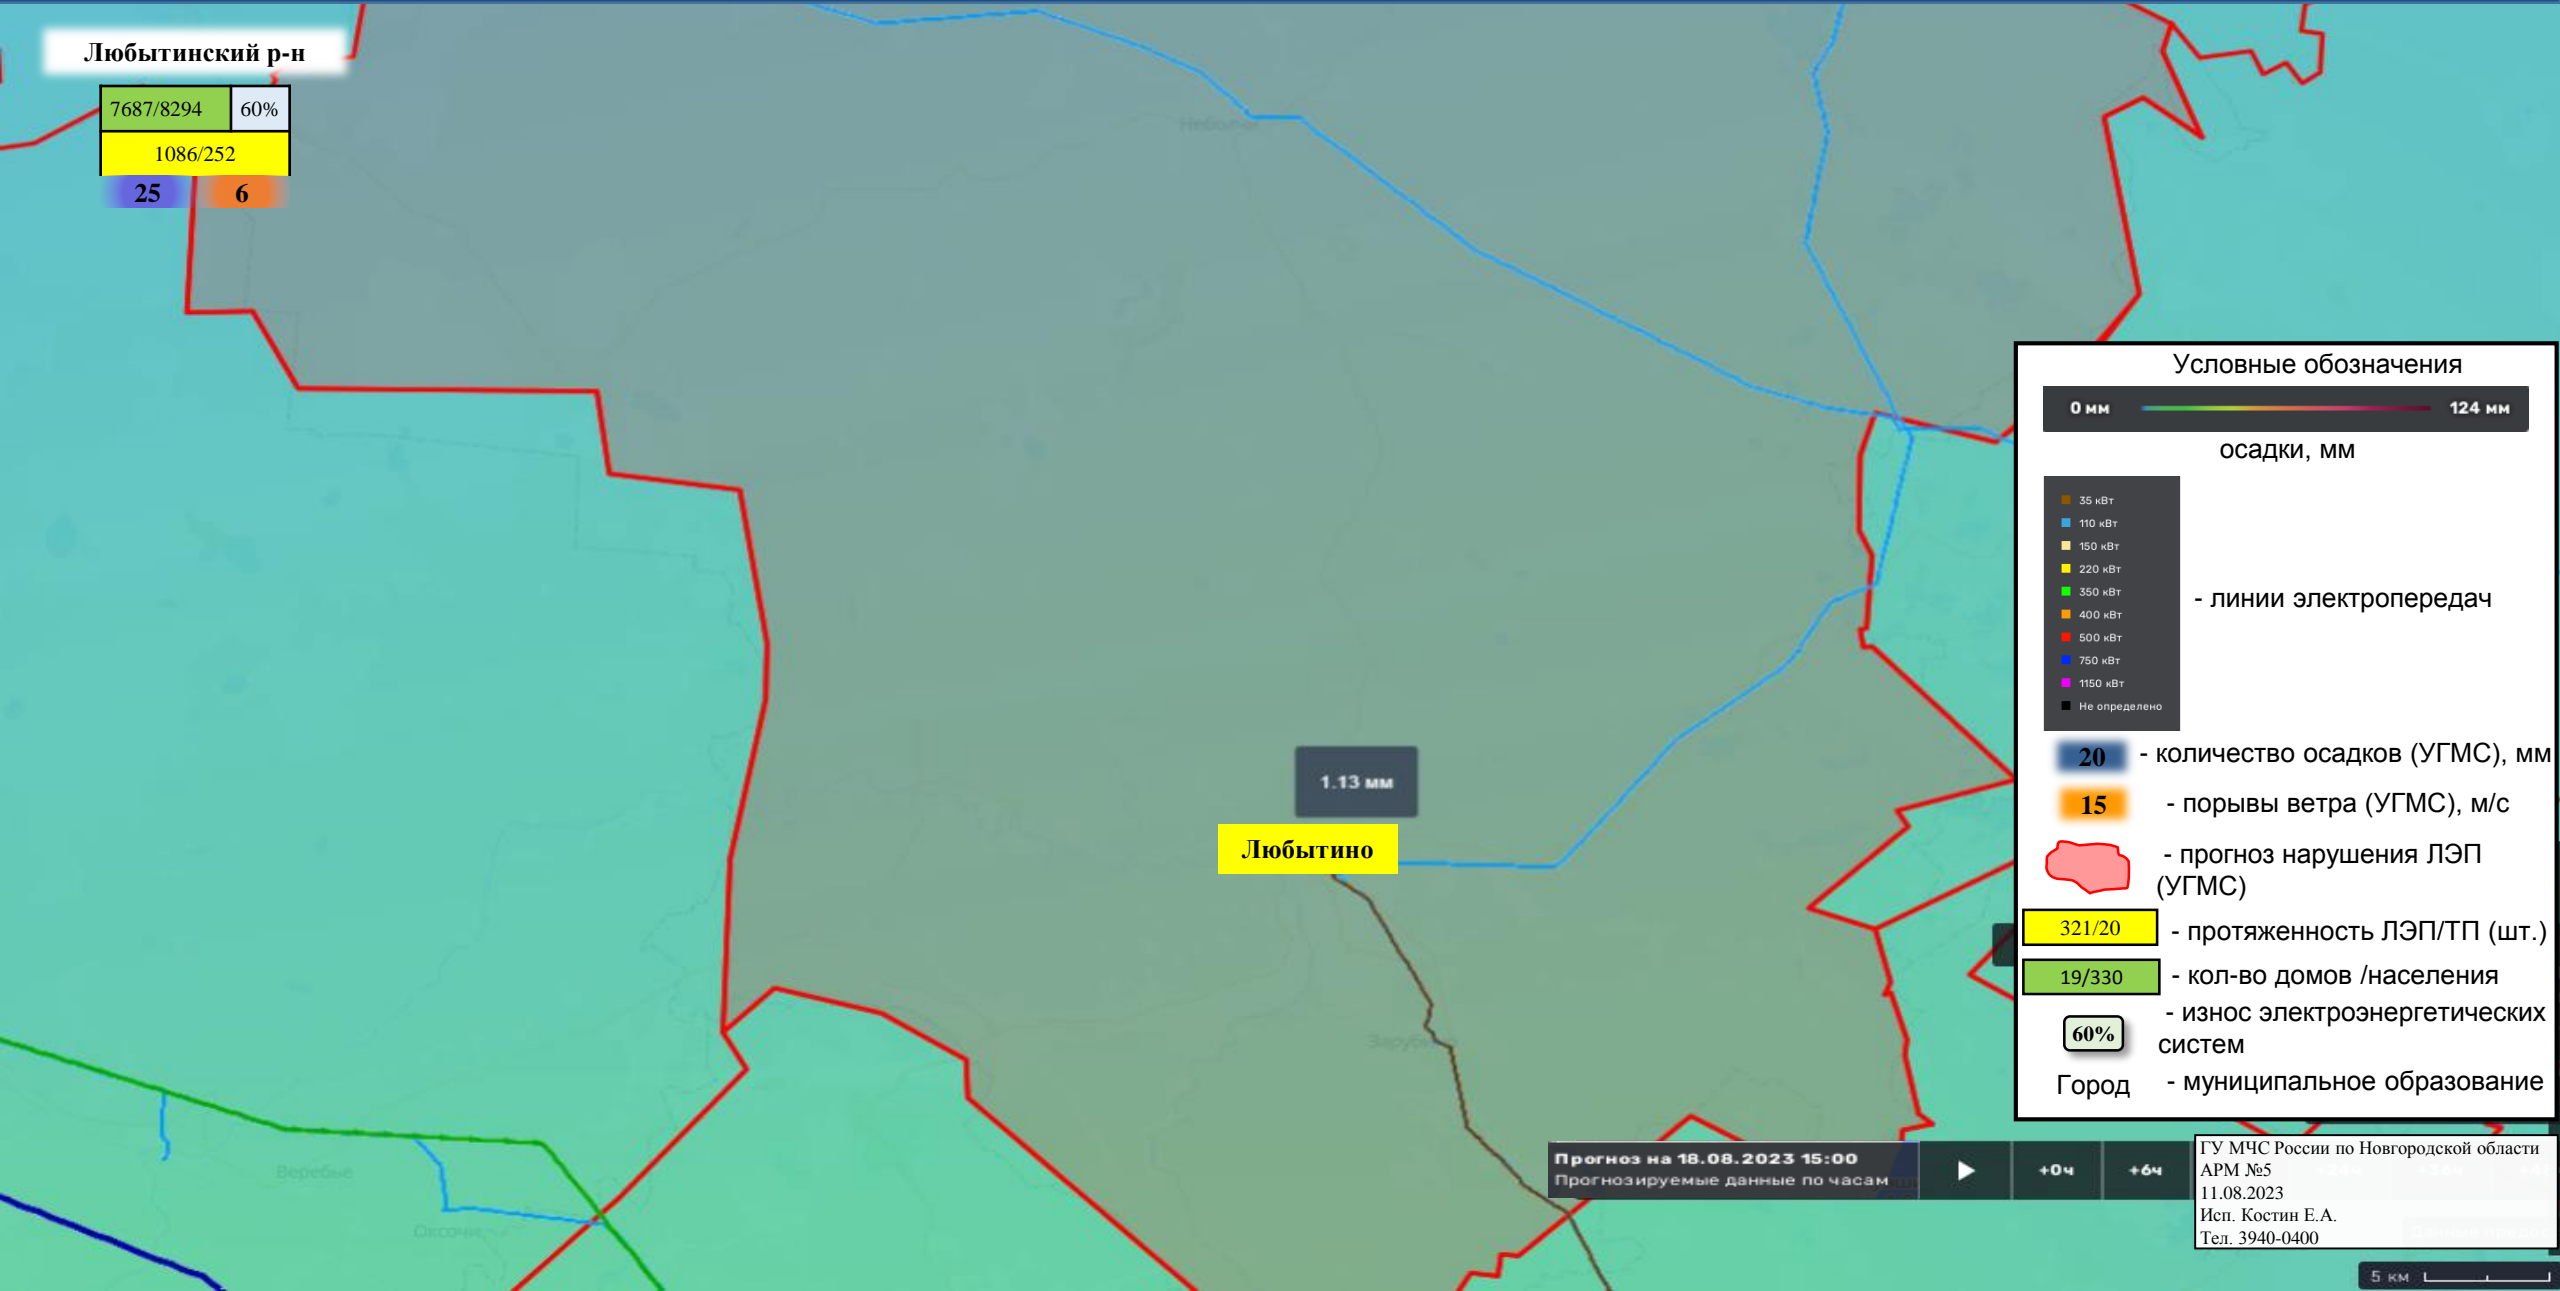 Любытинский р-н
7687/8294 60%
1086/252
25 6
Веребье
1.13 мм
Любытино
Условные обозначения
0 мм 124 мм
осадки, мм
35 кВт
110 кВт
150 кВт
220 кВт
350 кВт
400 кВт
500 кВт
750 кВт
1150 кВт
Не определено
- линии электропередач
20 - количество осадков (УГМС), мм
15 - порывы ветра (УГМС), м/с
- прогноз нарушения ЛЭП
(УГМС)
321/20 - протяженность ЛЭП/ТП (шт.)
19/330 - кол-во домов /населения
- износ электроэнергетических
60% систем
Город - муниципальное образование
Прогноз на 18.08.2023 15:00
Прогнозируемые данные по часам
+0ч +6ч
ГУ МЧС России по Новгородской области
АРМ №5
11.08.2023
Исп. Костин Е.А.
Тел. 3940-0400
5 км